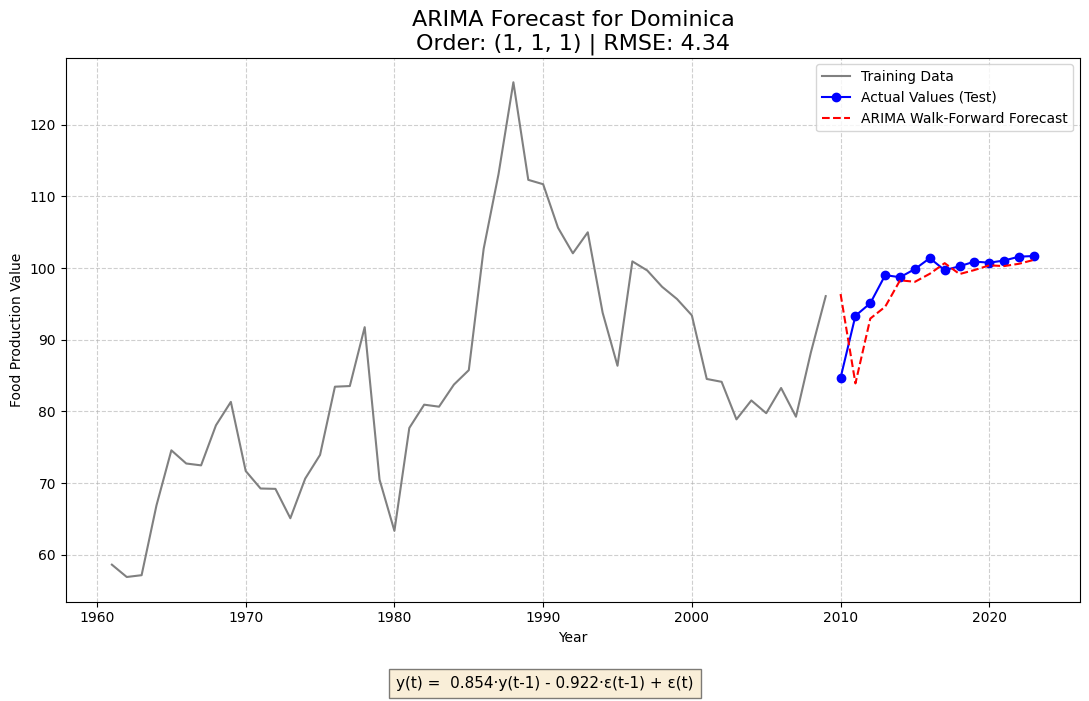 ARIMA Forecast for Dominica
Order: (1, 1, 1) | RMSE: 4.34
Training Data
Actual Values (Test)
ARIMA Walk-Forward Forecast
Food Production Value
120
110
100
90
80
70
60
1960
1970
1980
1990
2000
2010
2020
Year
y(t) =  0.854·y(t-1) - 0.922·ε(t-1) + ε(t)